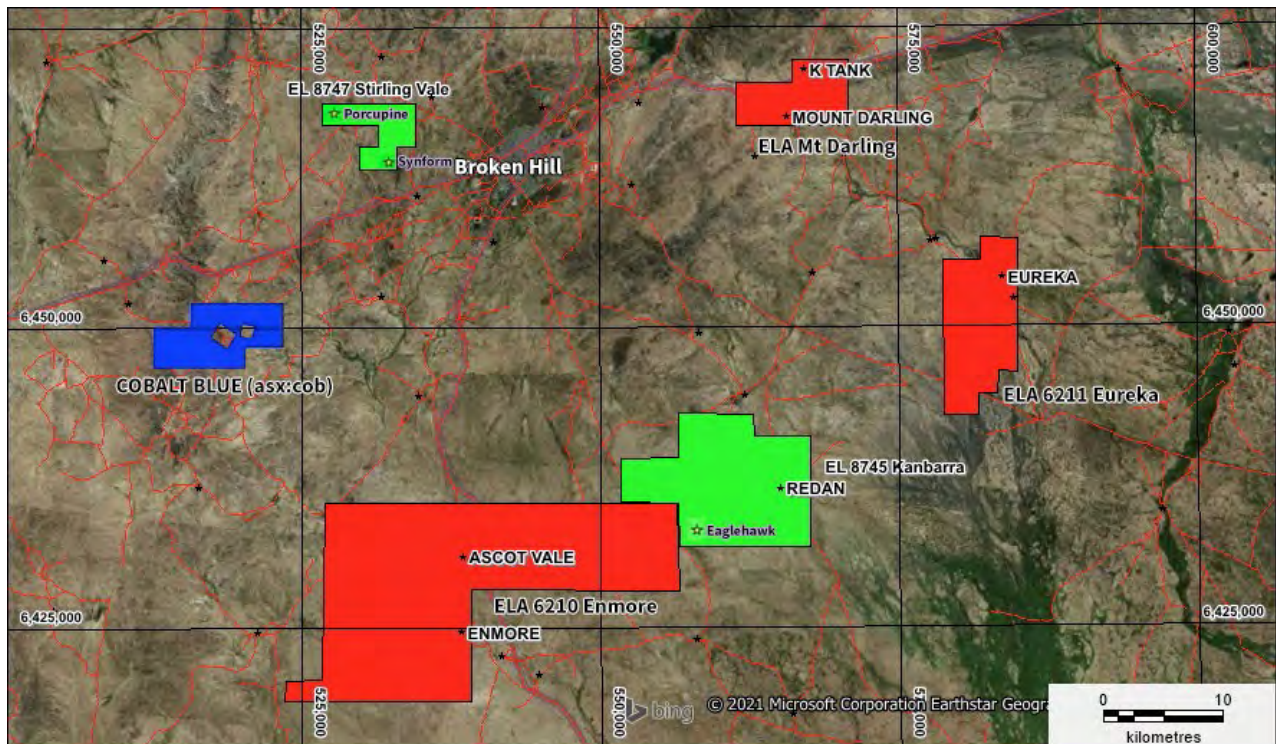 525,000
550,000
575,000
600,000
K TANK
EL 8747 Stirling Vale
Porcupine
MOUNT DARLING
ELA Mt Darling
Synform
Broken Hill
EUREKA
6,450,000
6,450,000
COBALT BLUE (asx:cob)
ELA 6211 Eureka
EL 8745 Kanbarra
REDAN
Eaglehawk
ASCOT VALE
ELA 6210 Enmore
6,425,000
6,425,000
ENMORE
525,000
550,000
bing
© 2021 Microsoft Corporation Earthstar Geogra
0 10
kilometres